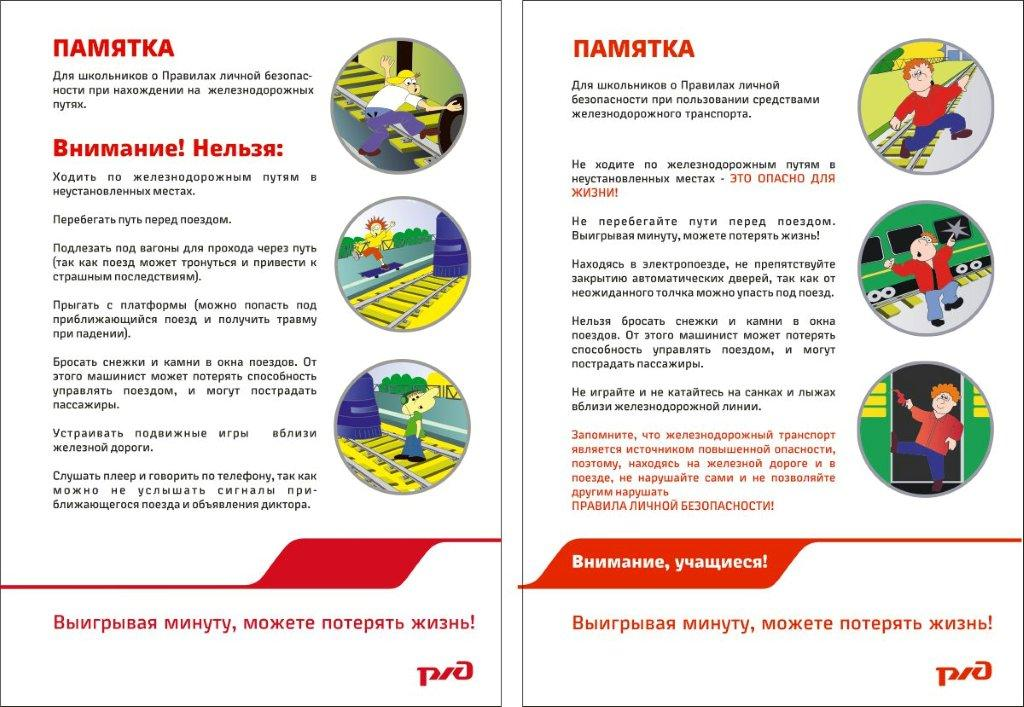 ПАМЯТКА
Для школьников о Правилах личной безопас-
ности при нахождении на железнодорожных
путях.
Внимание! Нельзя:
Ходить по железнодорожным путям в
неустановленных местах.
Перебегать путь перед поездом.
Подлезать под вагоны для прохода через путь
(так как поезд может тронуться и привести к
страшным последствиям).
Прыгать с платформы (можно попасть под
приближающийся поезд и получить травму
при падении).
Бросать снежки и камни в окна поездов. От
этого машинист может потерять способность
управлять поездом, и могут пострадать
пассажиры.
Устраивать подвижные игры вблизи
железной дороги.
Слушать плеер и говорить по телефону, так как
можно не услышать сигналы при-
ближающегося поезда и объявления диктора.
Выигрывая минуту, можете потерять жизнь!
ржд
ПАМЯТКА
Для школьников о Правилах личной
безопасности при пользовании средствами
железнодорожного транспорта.
Не ходите по железнодорожным путям в
неустановленных местах - ЭТО ОПАСНО ДЛЯ
ЖИЗНИ!
Не перебегайте пути перед поездом.
Выигрывая минуту, можете потерять жизнь!
Находясь в электропоезде, не препятствуйте
закрытию автоматических дверей, так как от
неожиданного толчка можно упасть под поезд.
Нельзя бросать снежки и камни в окна
поездов. От этого машинист может потерять
способность управлять поездом, и могут
пострадать пассажиры.
Не играйте и не катайтесь на санках и лыжах
вблизи железнодорожной линии.
Запомните, что железнодорожный транспорт
является источником повышенной опасности,
поэтому, находясь на железной дороге и в
поезде, не нарушайте сами и не позволяйте
другим нарушать
ПРАВИЛА ЛИЧНОЙ БЕЗОПАСНОСТИ!
Внимание, учащиеся!
Выигрывая минуту, можете потерять жизнь!
ржд